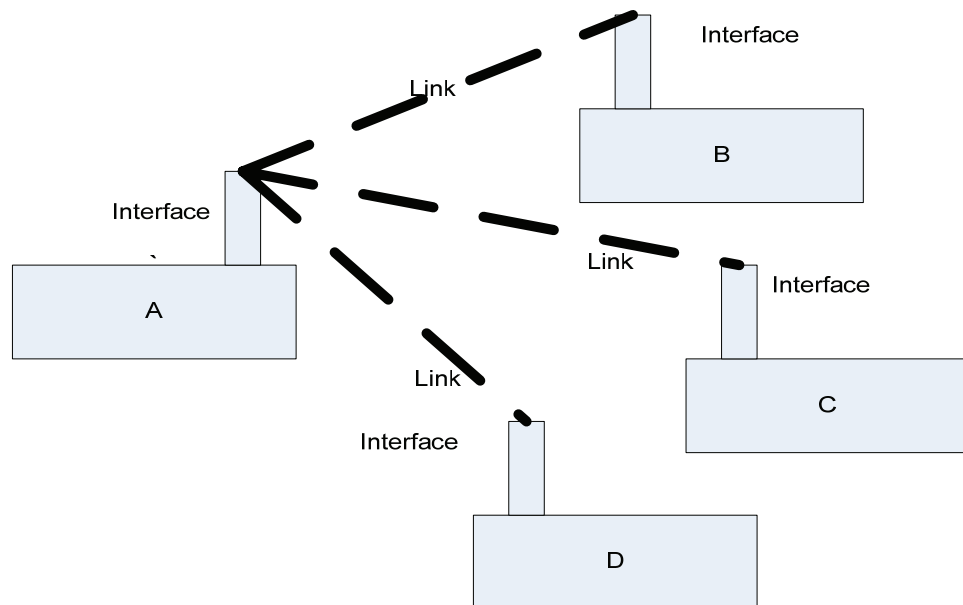 Interface
Link
B
Interface
`
A
Link
Interface
C
Link
Interface
D